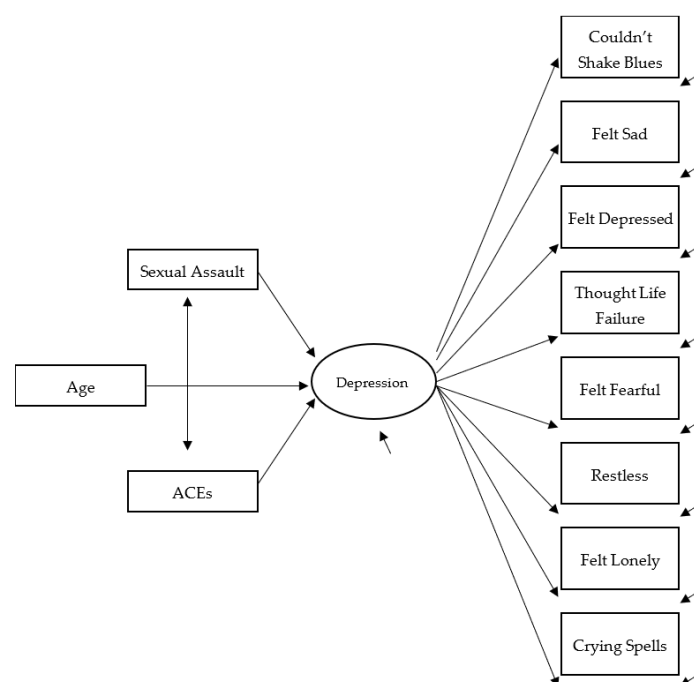 Couldn't
Shake Blues
Felt Sad
Felt Depressed
Sexual Assault
Thought Life
Failure
Age
Depression
Felt Fearful
ACEs
Restless
Felt Lonely
Crying Spells